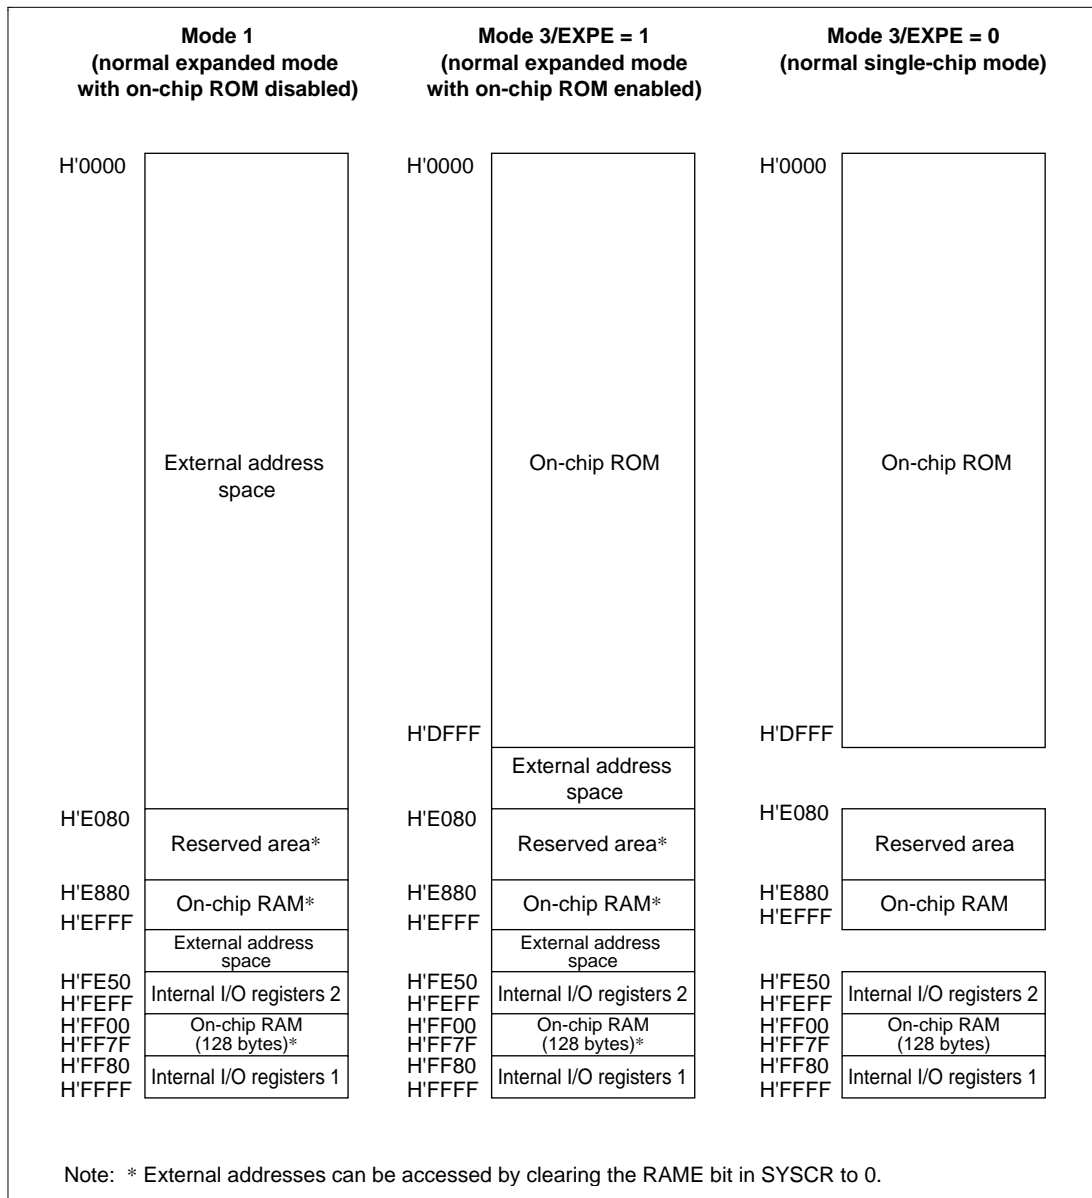 Mode 1
(normal expanded mode
with on-chip ROM disabled)
H'0000
External address
space
H'E080
Reserved area*
H'E880
On-chip RAM*
H'EFFF
External address
space
H'FE50
Internal I/O registers 2
H'FEFF
H'FF00
On-chip RAM
(128 bytes)*
H'FF7F
H'FF80
Internal I/O registers 1
H'FFFF
Mode 3/EXPE = 1
(normal expanded mode
with on-chip ROM enabled)
H'0000
On-chip ROM
H'DFFF
External address
space
H'E080
Reserved area*
H'E880
On-chip RAM*
H'EFFF
External address
space
H'FE50
Internal I/O registers 2
H'FEFF
H'FF00
On-chip RAM
(128 bytes)*
H'FF7F
H'FF80
Internal I/O registers 1
H'FFFF
Mode 3/EXPE = 0
(normal single-chip mode)
H'0000
On-chip ROM
H'DFFF
H'E080
Reserved area
H'E880
On-chip RAM
H'EFFF
H'FE50
Internal I/O registers 2
H'FEFF
H'FF00
On-chip RAM
(128 bytes)
H'FF7F
H'FF80
Internal I/O registers 1
H'FFFF
Note: * External addresses can be accessed by clearing the RAME bit in SYSCR to 0.